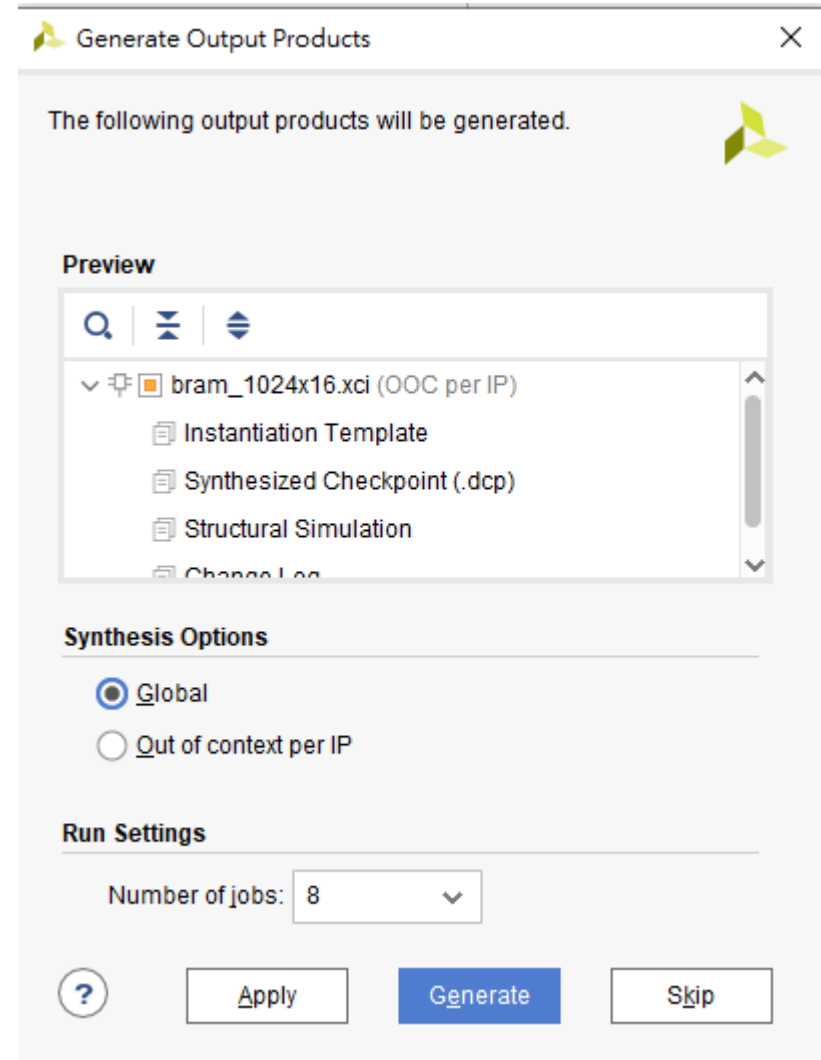 Generate Output Products
The following output products will be generated.
Preview
bram_1024x16.xci (OOC per IP)
Instantiation Template
Synthesized Checkpoint (.dcp)
Structural Simulation
Change Log
Synthesis Options
Global
Out of context per IP
Run Settings
Number of jobs: 8
? Apply Generate Skip